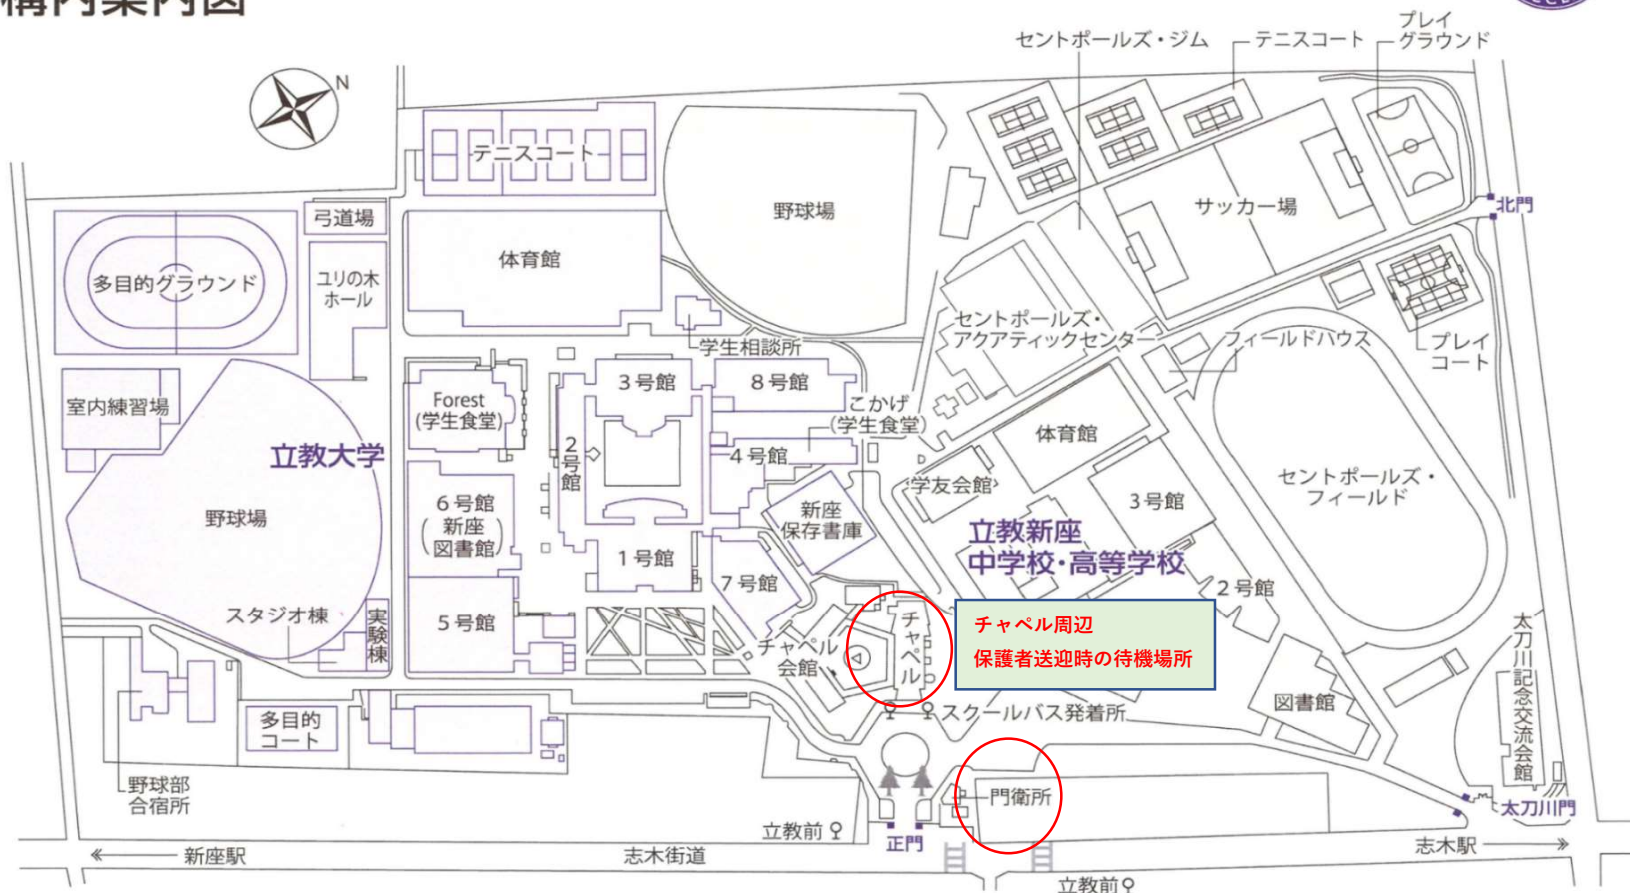 構内案内図
N
セントポールズ・ジム
テニスコート
プレイ
グラウンド
テニスコート
野球場
サッカー場
北門
弓道場
体育館
多目的グラウンド
ユリの木
ホール
学生相談所
セントポールズ・
アクアティックセンター
フィールドハウス
プレイ
コート
室内練習場
Forest
(学生食堂)
3号館
8号館
こかげ
(学生食堂)
体育館
立教大学
2号館
4号館
学友会館
セントポールズ・
フィールド
野球場
6号館
(新座
図書館)
新座
保存書庫
3号館
立教新座
中学校・高等学校
1号館
7号館
2号館
スタジオ棟
実験棟
5号館
チャペル
会館
チャペル
チャペル周辺
保護者送迎時の待機場所
太刀川記念交流会館
図書館
多目的
コート
スクールバス発着所
野球部
合宿所
門衛所
太刀川門
立教前
正門
新座駅
志木街道
志木駅
立教前